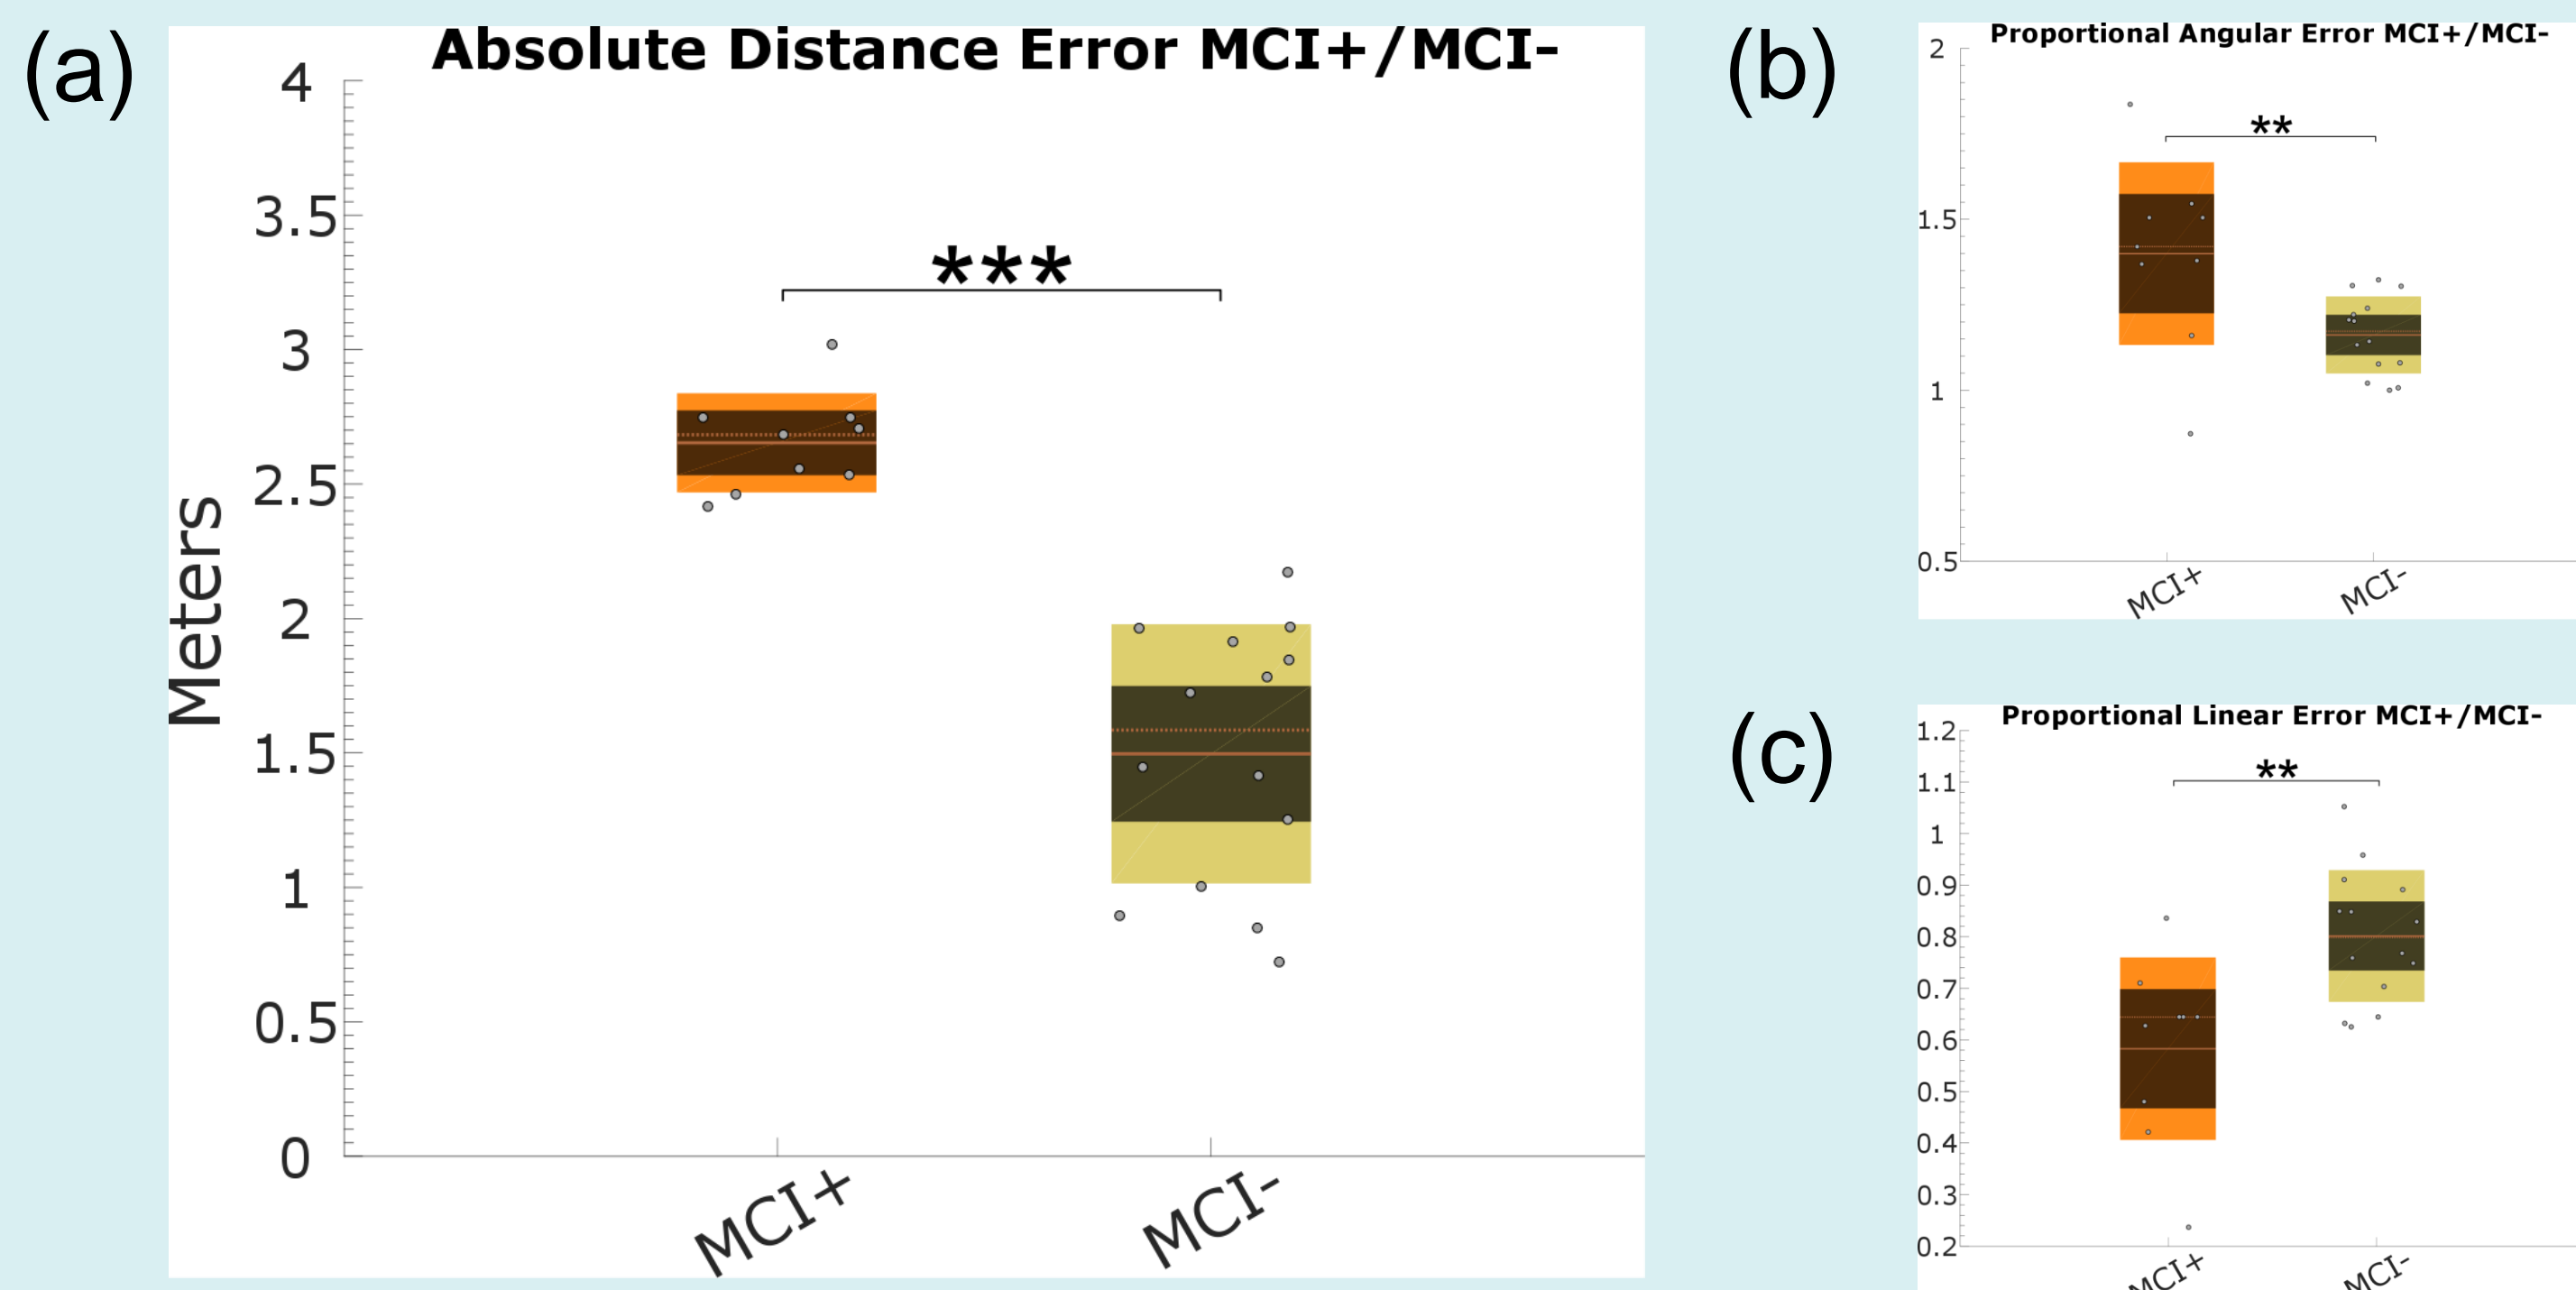 (a)
Absolute Distance Error MCI+/MCI-
4
3.5
3
2.5
2
1.5
1
0.5
0
Meters
***
MCI+
MCI-
(b)
Proportional Angular Error MCI+/MCI-
2
1.5
1
0.5
**
MCI+
MCI-
(c)
Proportional Linear Error MCI+/MCI-
1.2
1.1
1
0.9
0.8
0.7
0.6
0.5
0.4
0.3
0.2
**
MCI+
MCI-